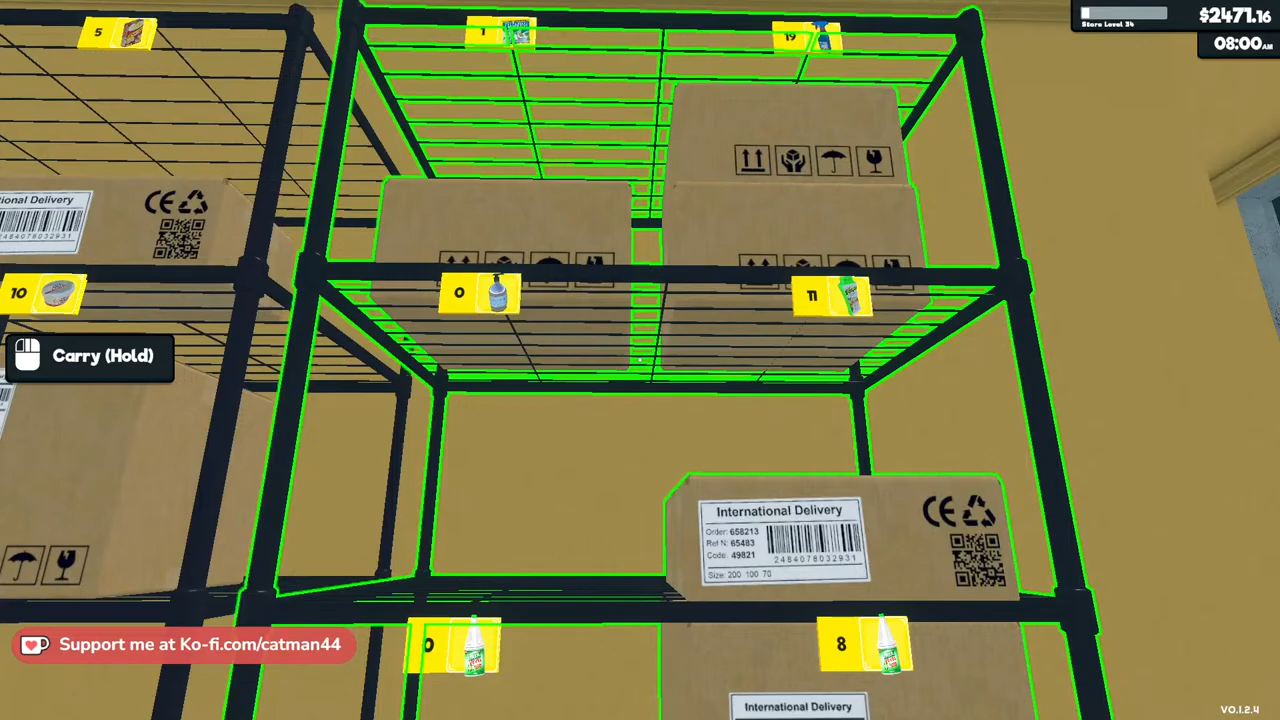 5
1
19
Store Level 34
$2471.16
08:00AM
ional Delivery
2484078032931
10
0
11
Carry (Hold)
International Delivery
Order: 658213
Ref N: 65483
Code: 49821
2484078032931
Size: 200 100 70
CE
0
8
Support me at Ko-fi.com/catman44
International Delivery
V0.1.2.4